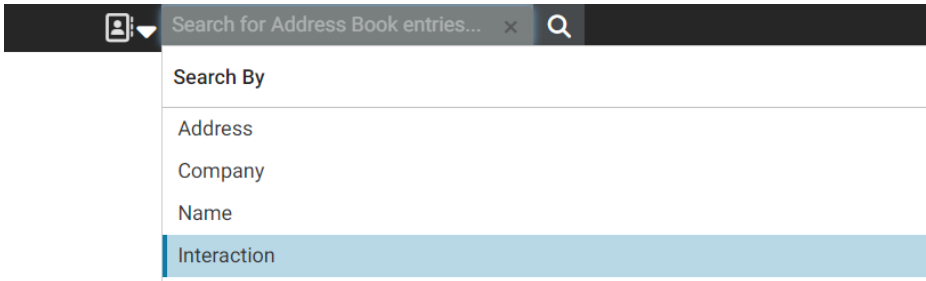 Search for Address Book entries...
Search By
Address
Company
Name
Interaction